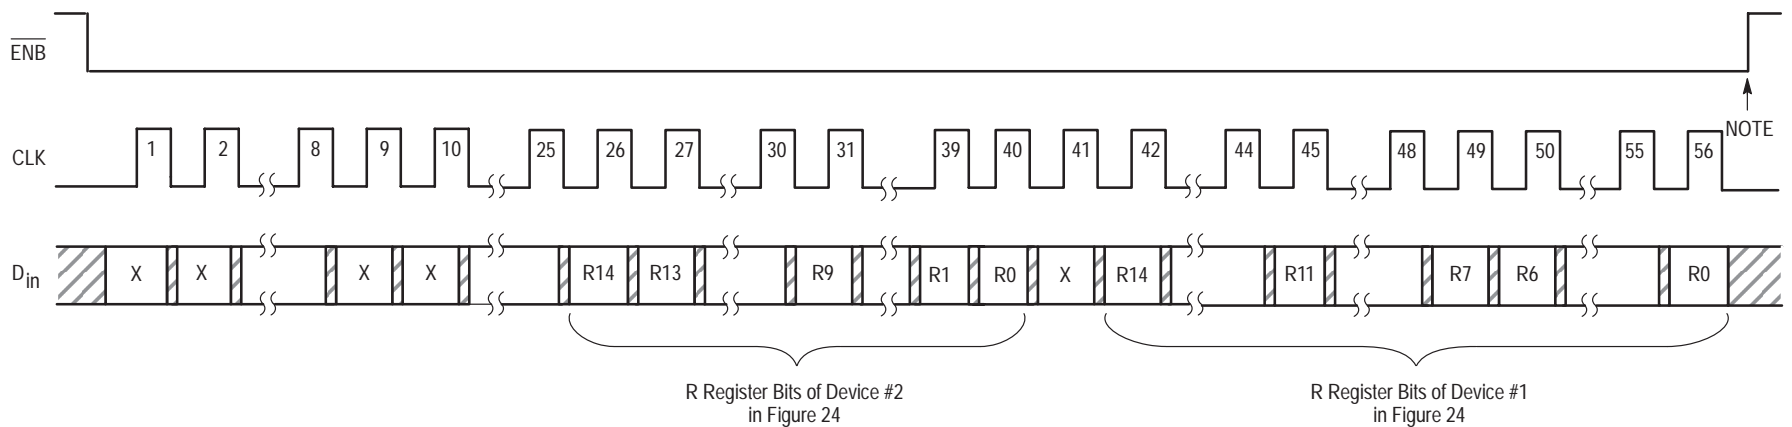 ENB
CLK 1 2 8 9 10 25 26 27 30 31 39 40 41 42 44 45 48 49 50 55 56 NOTE
Din X X X X R14 R13 R9 R1 R0 X R14 R11 R7 R6 R0
R Register Bits of Device #2
in Figure 24
R Register Bits of Device #1
in Figure 24